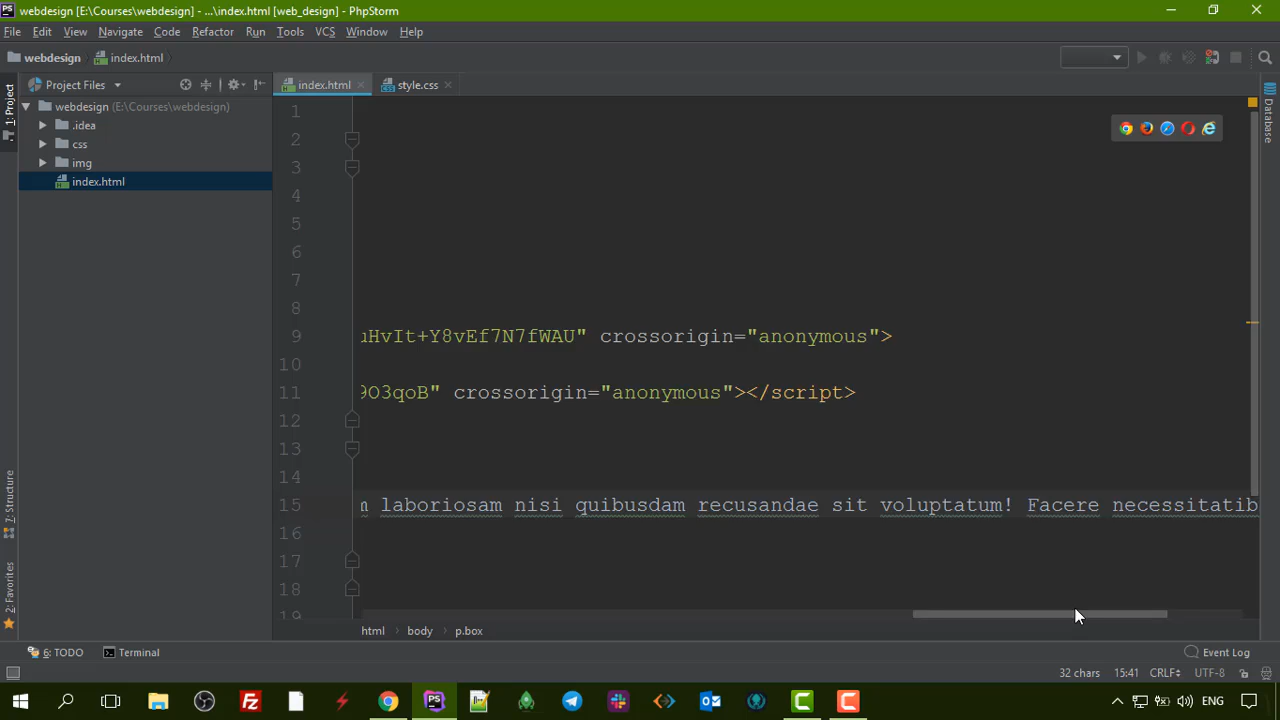 webdesign [E:\Courses\webdesign] - ...\index.html [web_design] - PhpStorm
File Edit View Navigate Code Refactor Run Tools VCS Window Help
webdesign index.html
1: Project
Project Files
index.html
style.css
Database
webdesign (E:\Courses\webdesign)
.idea
css
img
index.html
1
2
3
4
5
6
7
8
9 uHvIt+Y8vEf7N7fWAU" crossorigin="anonymous">
10
11 9O3qoB" crossorigin="anonymous"></script>
12
13
14
15 laboriosam nisi quibusdam recusandae sit voluptatum! Facere necessitatib
16
17
18
19
7: Structure
2: Favorites
html body p.box
6: TODO Terminal Event Log
32 chars 15:41 CRLF UTF-8
PS ENG